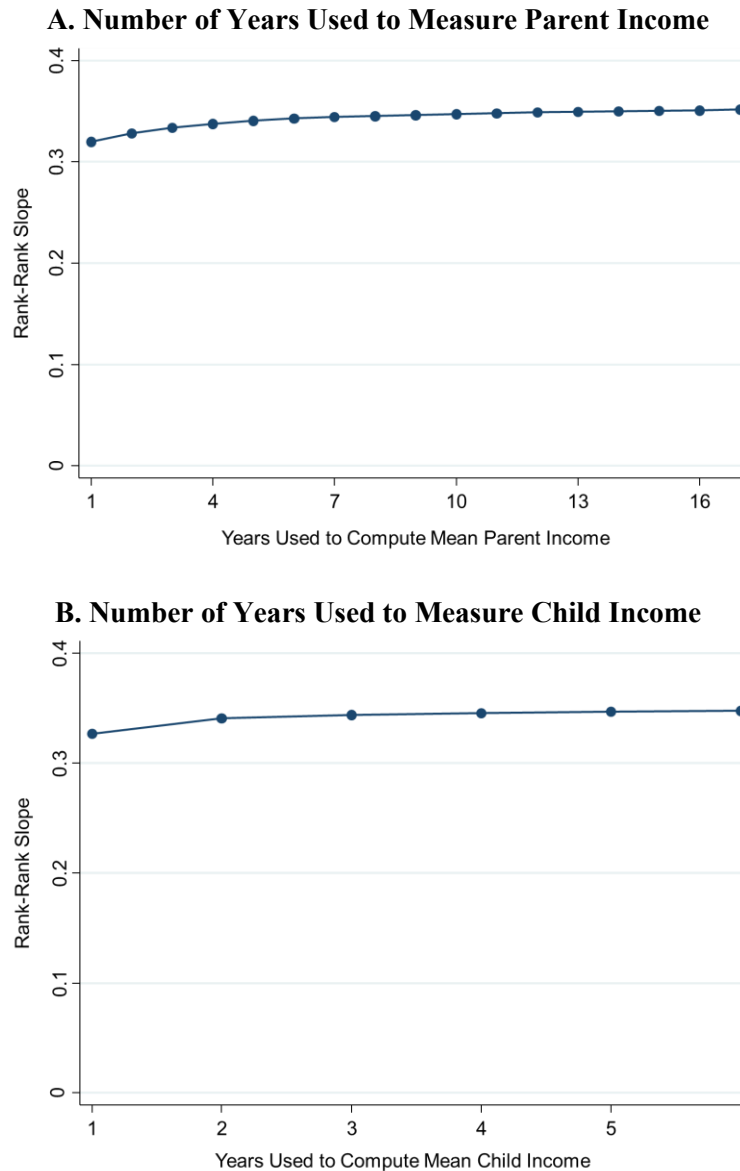 A. Number of Years Used to Measure Parent Income
0.4
0.3
0.2
0.1
0
Rank-Rank Slope
1 4 7 10 13 16
Years Used to Compute Mean Parent Income
B. Number of Years Used to Measure Child Income
0.4
0.3
0.2
0.1
0
Rank-Rank Slope
1 2 3 4 5
Years Used to Compute Mean Child Income